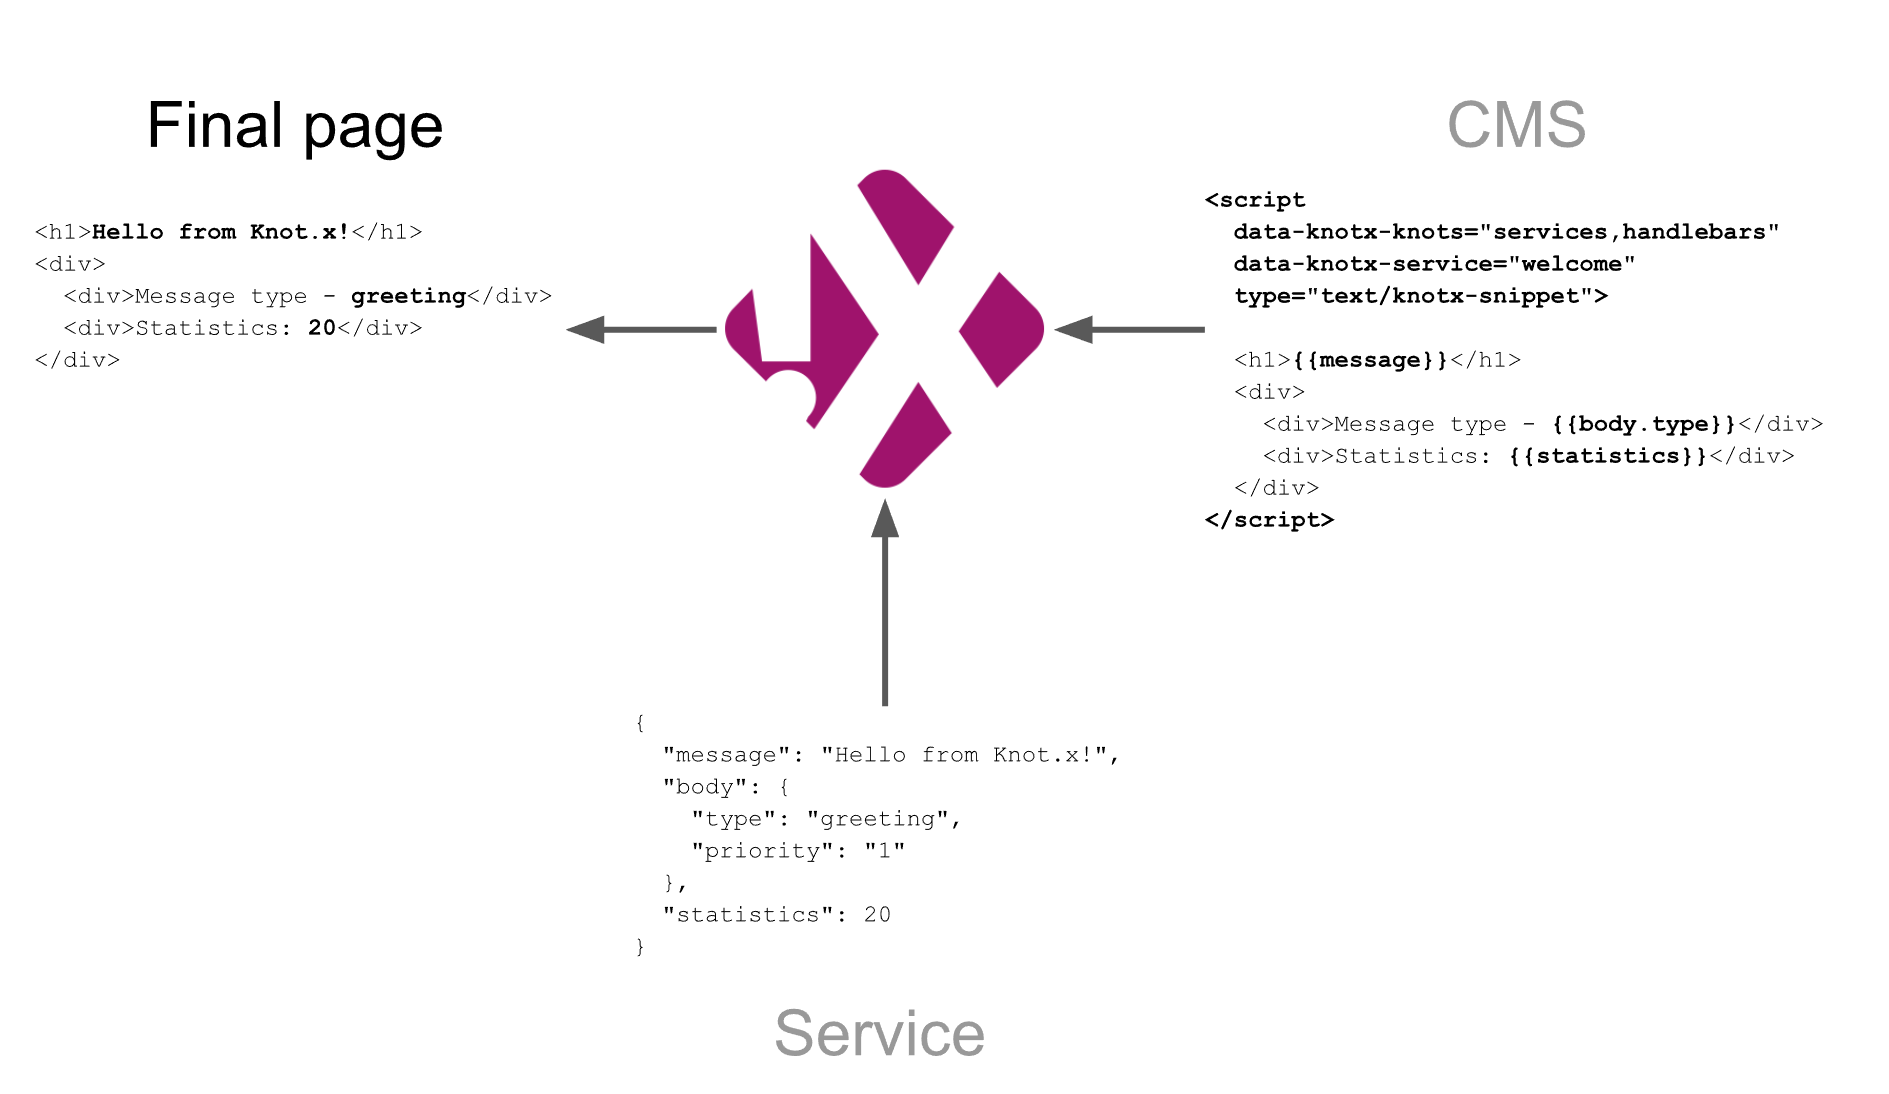 Final page
<h1>Hello from Knot.x!</h1>
<div>
  <div>Message type - greeting</div>
  <div>Statistics: 20</div>
</div>
CMS
<script
  data-knotx-knots="services,handlebars"
  data-knotx-service="welcome"
  type="text/knotx-snippet">
  <h1>{{message}}</h1>
  <div>
    <div>Message type - {{body.type}}</div>
    <div>Statistics: {{statistics}}</div>
  </div>
</script>
{
  "message": "Hello from Knot.x!",
  "body": {
    "type": "greeting",
    "priority": "1"
  },
  "statistics": 20
}
Service